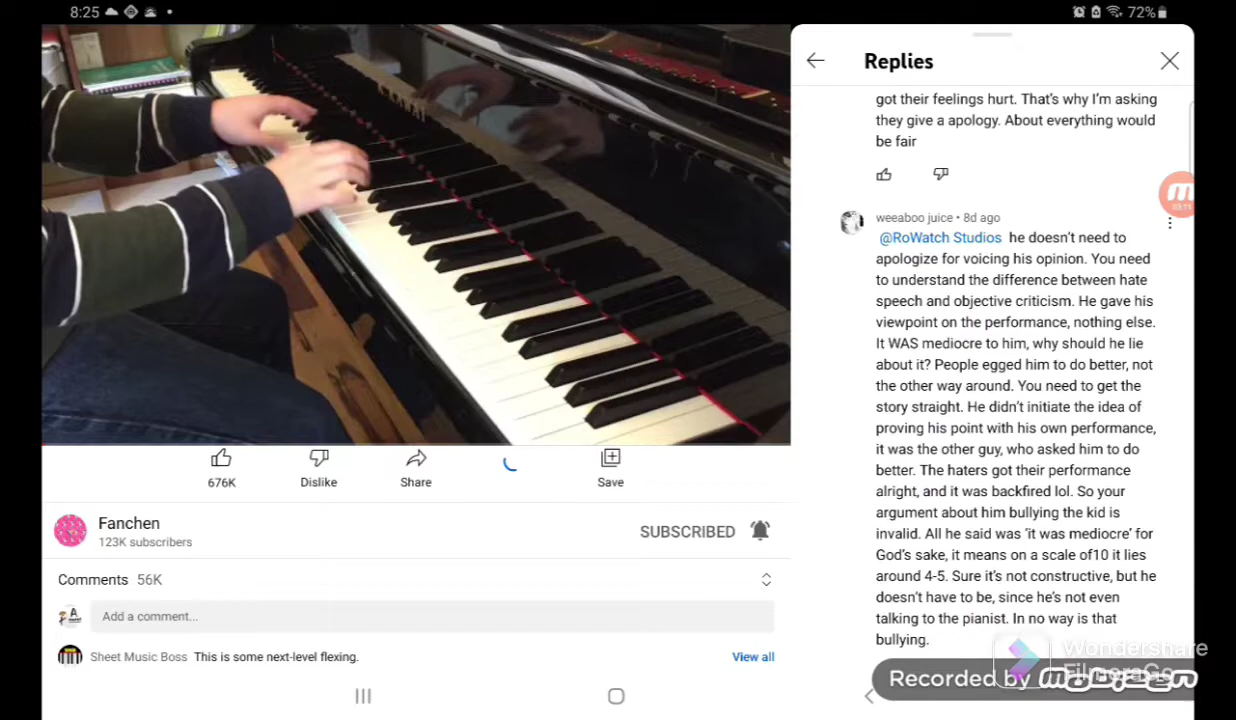 8:25
72%
Replies
got their feelings hurt. That's why I'm asking
they give a apology. About everything would
be fair
weeaboo juice • 8d ago
@RoWatch Studios he doesn't need to
apologize for voicing his opinion. You need
to understand the difference between hate
speech and objective criticism. He gave his
viewpoint on the performance, nothing else.
It WAS mediocre to him, why should he lie
about it? People egged him to do better, not
the other way around. You need to get the
story straight. He didn't initiate the idea of
proving his point with his own performance,
it was the other guy, who asked him to do
better. The haters got their performance
alright, and it was backfired lol. So your
argument about him bullying the kid is
invalid. All he said was 'it was mediocre' for
God's sake, it means on a scale of10 it lies
around 4-5. Sure it's not constructive, but he
doesn't have to be, since he's not even
talking to the pianist. In no way is that
bullying.
03:11
676K
Dislike
Share
Save
Fanchen
123K subscribers
SUBSCRIBED
Comments 56K
Add a comment...
Sheet Music Boss This is some next-level flexing.
View all
Wondershare
FilmoraGo
Recorded by MOBIZEN